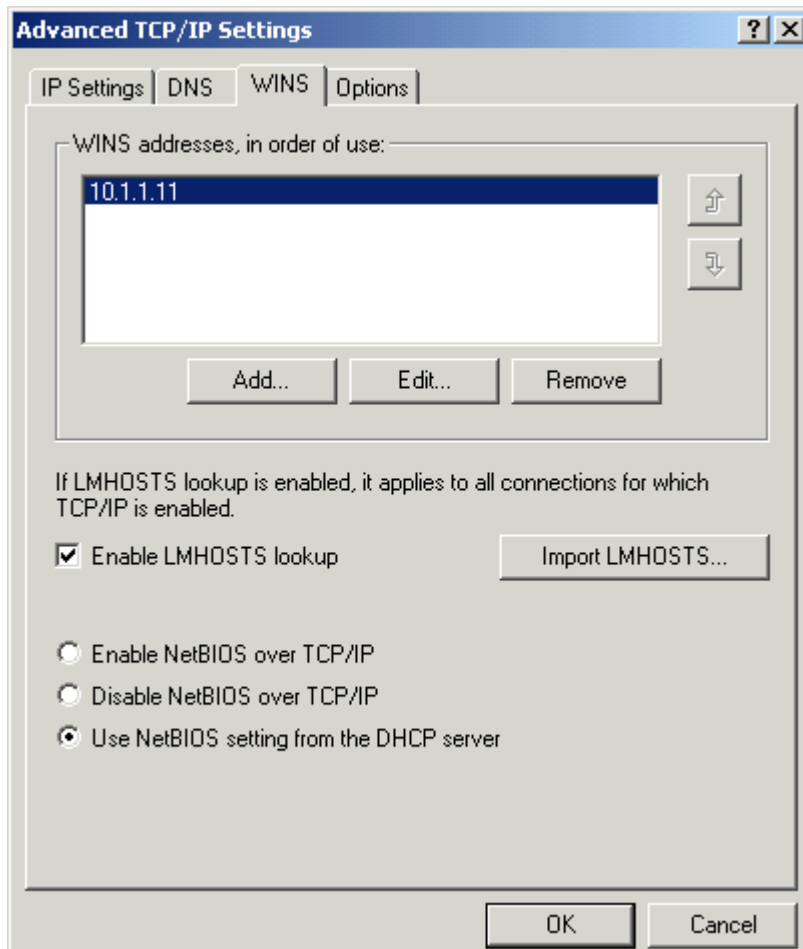 Advanced TCP/IP Settings
IP Settings DNS WINS Options
WINS addresses, in order of use:
10.1.1.11
Add... Edit... Remove
If LMHOSTS lookup is enabled, it applies to all connections for which
TCP/IP is enabled.
Enable LMHOSTS lookup Import LMHOSTS...
Enable NetBIOS over TCP/IP
Disable NetBIOS over TCP/IP
Use NetBIOS setting from the DHCP server
OK Cancel